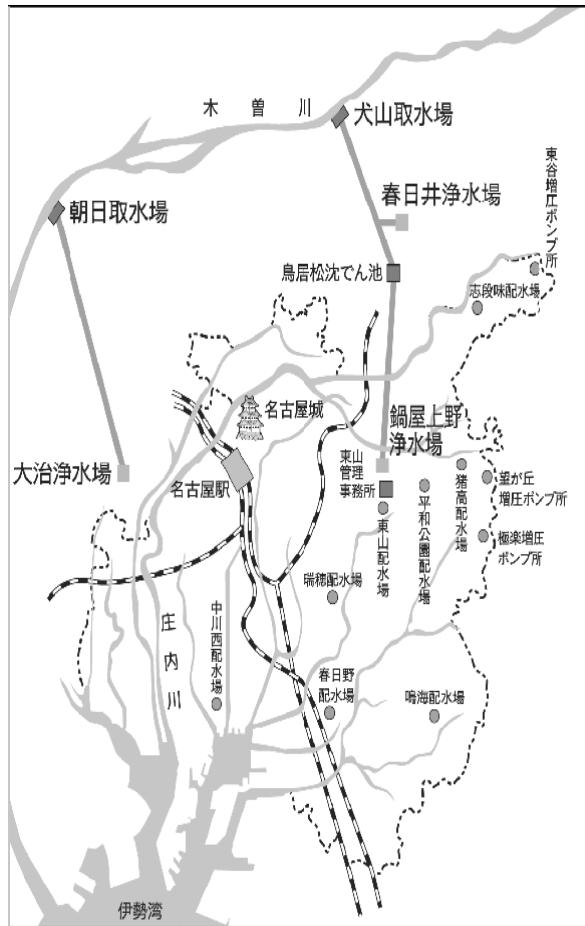 木曽川
犬山取水場
東谷増圧ポンプ所
朝日取水場
春日井浄水場
鳥居松沈でん池
志段味配水場
名古屋城
鍋屋上野
浄水場
大治浄水場
名古屋駅
東山
管理
事務所
猪高配水場
望が丘
増圧ポンプ所
平和公園配水場
東山配水場
極楽増圧
ポンプ所
瑞穂配水場
庄内川
中川西配水場
春日野
配水場
鳴海配水場
伊勢湾